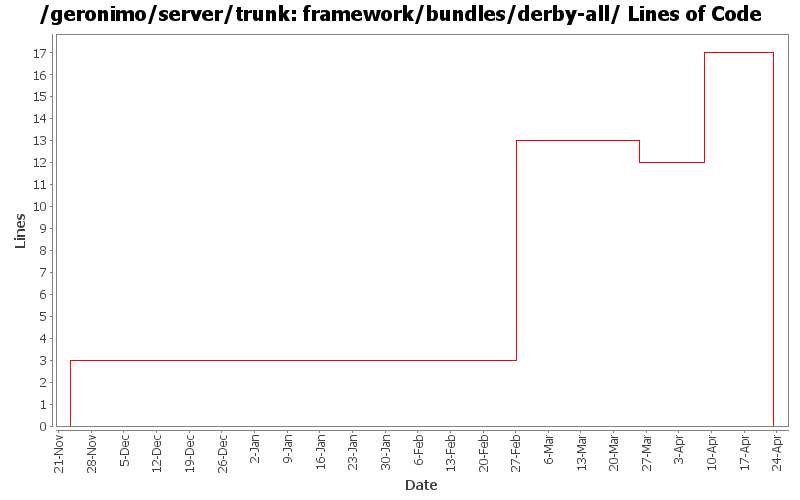 /geronimo/server/trunk: framework/bundles/derby-all/ Lines of Code
17
16
15
14
13
12
11
10
9
8
7
6
5
4
3
2
1
0
Lines
21-Nov
28-Nov
5-Dec
12-Dec
19-Dec
26-Dec
2-Jan
9-Jan
16-Jan
23-Jan
30-Jan
6-Feb
13-Feb
20-Feb
27-Feb
6-Mar
13-Mar
20-Mar
27-Mar
3-Apr
10-Apr
17-Apr
24-Apr
Date